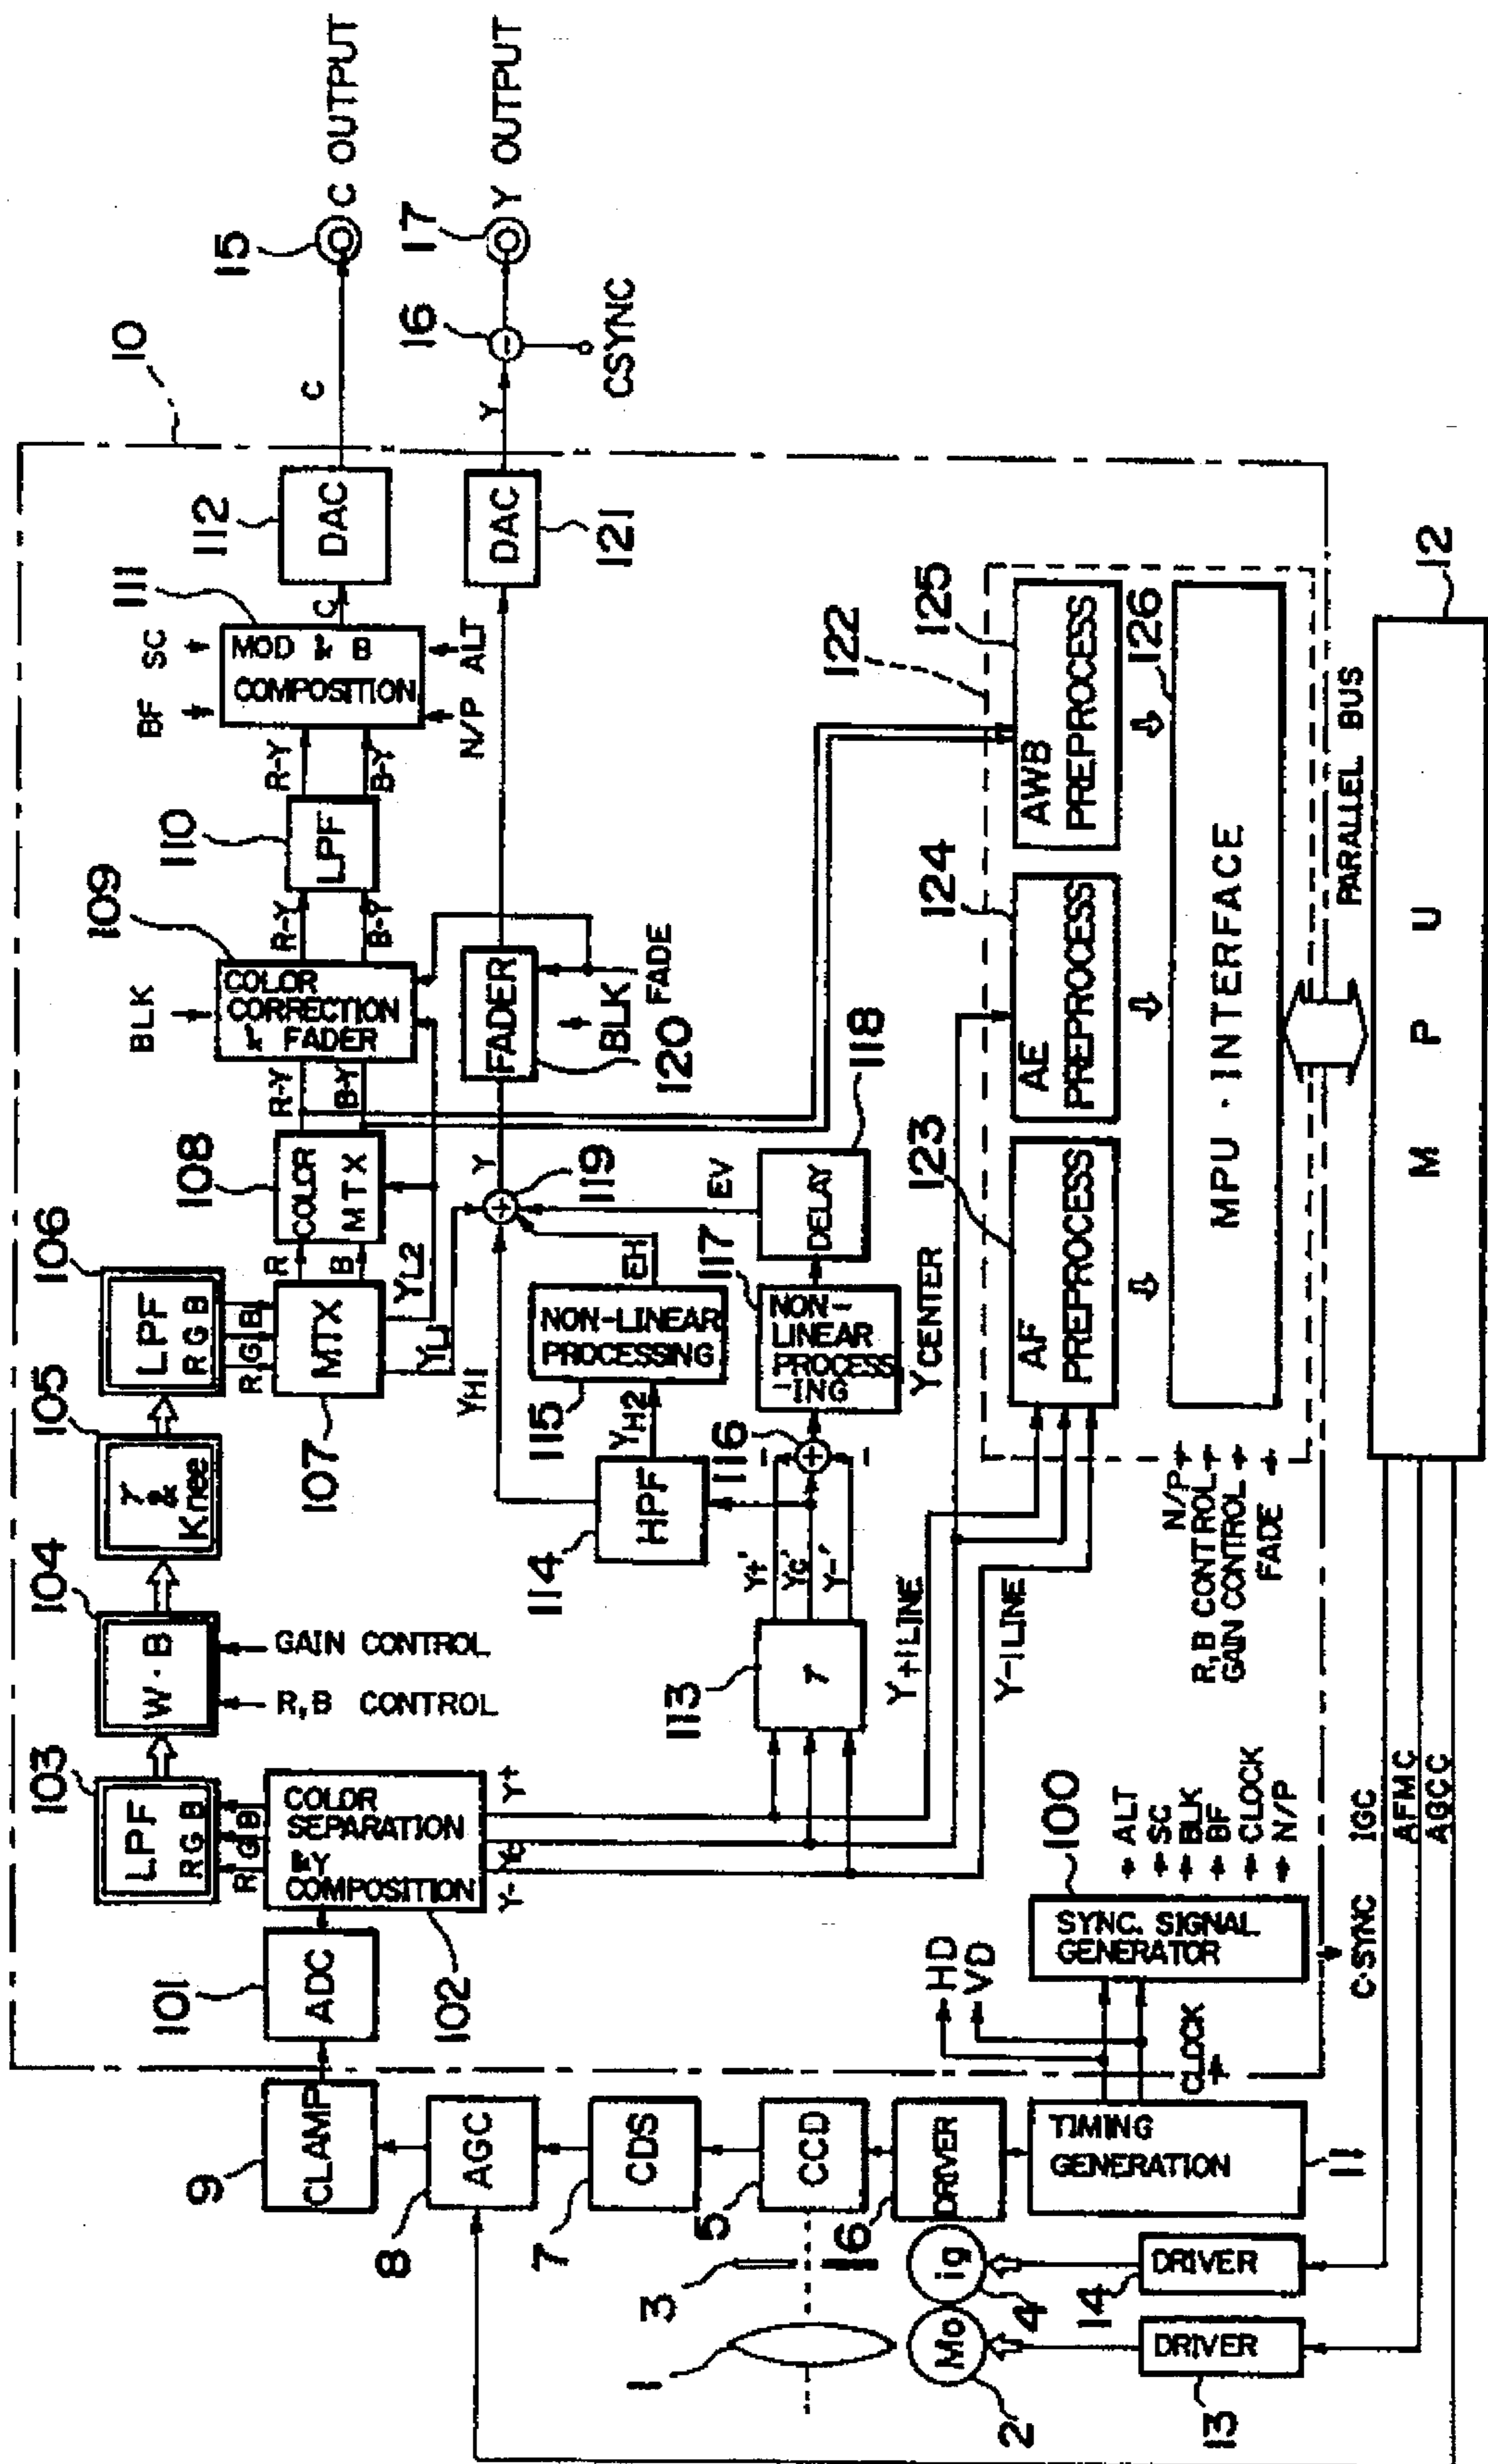 10
15
C OUTPUT
C
16
17
Y OUTPUT
Y
CSYNC
103
LPF
R G B
104
W·B
GAIN CONTROL
R, B CONTROL
105
γ
&
Knee
106
LPF
R G B
R G B
101
ADC
COLOR
SEPARATION
& Y
COMPOSITION
102
R G B
Y+
Yc
Y-
MTX
107
R
B
YL2
YL1
108
COLOR
MTX
R-Y
B-Y
BLK
109
COLOR
CORRECTION
& FADER
R-Y
B-Y
110
LPF
R-Y
B-Y
BF
SC
111
MOD & B
COMPOSITION
N/P
ALT
C
112
DAC
113
γ
Y+'
Yc'
Y-'
114
HPF
YH1
YH2
115
NON-LINEAR
PROCESSING
EH
116
-
+
-
117
NON-
LINEAR
PROCESS
-ING
118
DELAY
EV
+
119
Y
FADER
120
BLK
FADE
DAC
121
Y+1LINE
Y CENTER
Y-1LINE
122
123
AF
PREPROCESS
124
AE
PREPROCESS
125
AWB
PREPROCESS
126
MPU · INTERFACE
N/P
R, B CONTROL
GAIN CONTROL
FADE
PARALLEL BUS
12
M P U
9
CLAMP
8
AGC
7
CDS
5
CCD
6
DRIVER
TIMING
GENERATION
11
HD
VD
CLOCK
100
SYNC. SIGNAL
GENERATOR
ALT
SC
BLK
BF
CLOCK
N/P
C·SYNC
IGC
AFMC
AGCC
1
3
Mo
2
ig
4
13
DRIVER
14
DRIVER